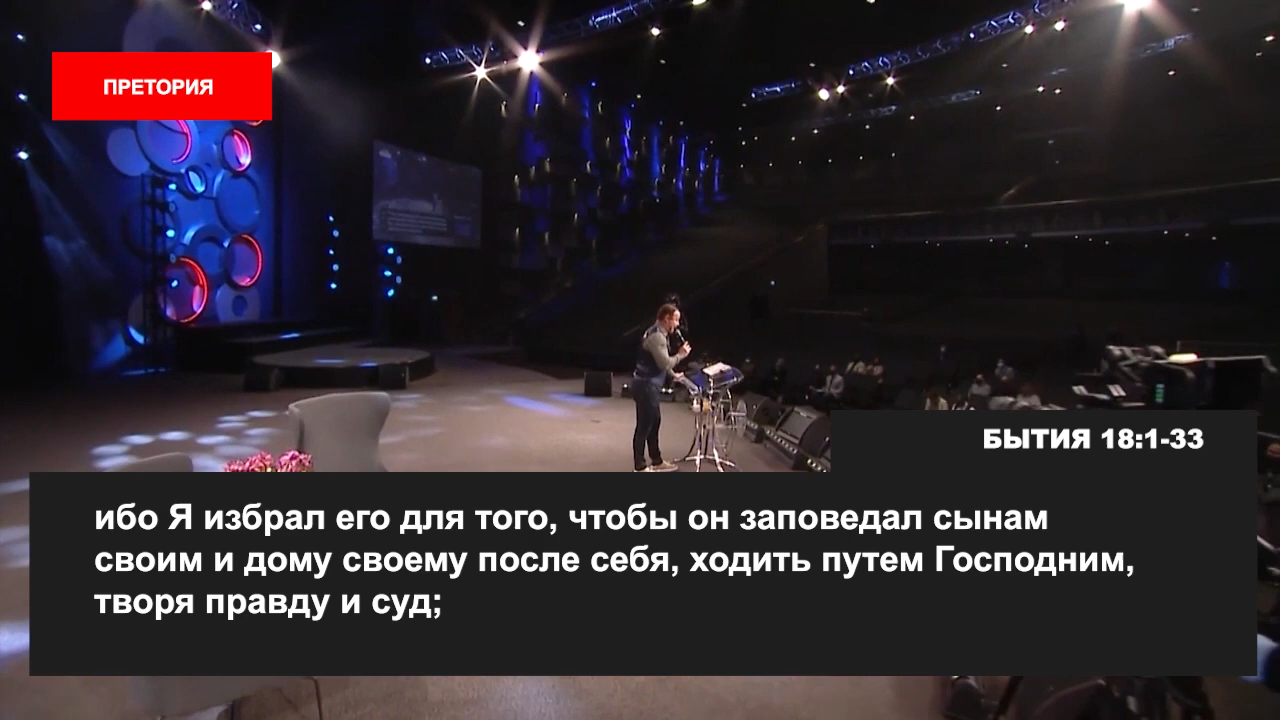 ПРЕТОРИЯ
БЫТИЯ 18:1-33
ибо Я избрал его для того, чтобы он заповедал сынам
своим и дому своему после себя, ходить путем Господним,
творя правду и суд;